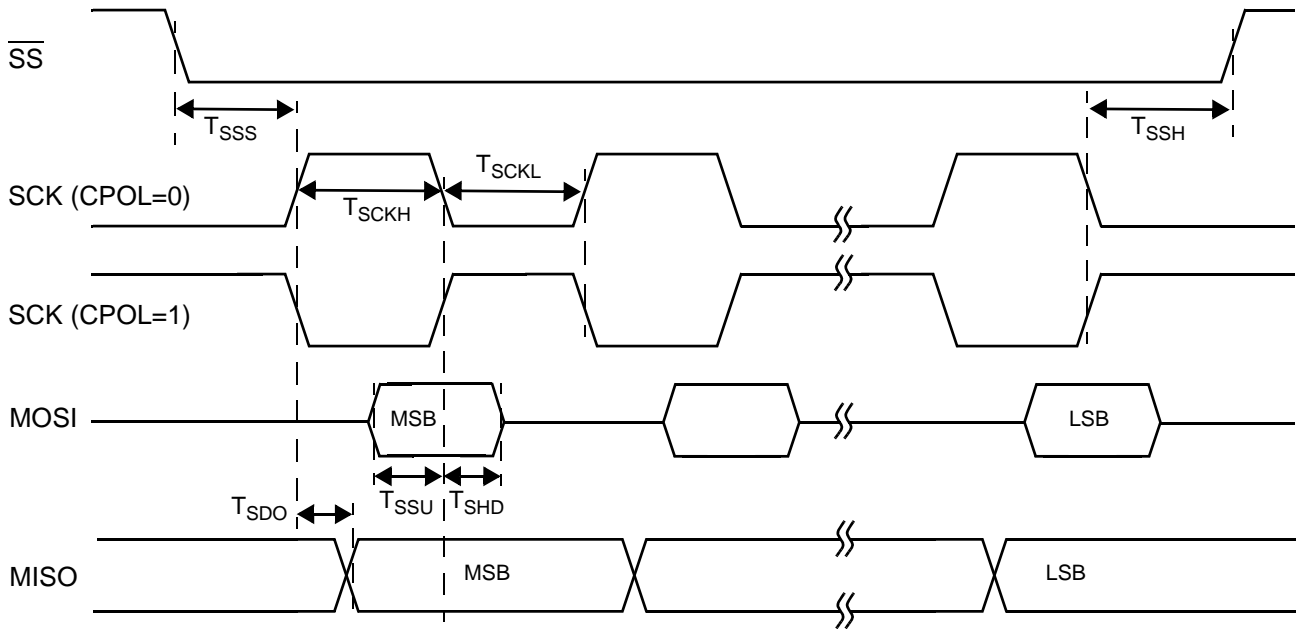 SS
TSSS
TSSH
SCK (CPOL=0)
TSCKH
TSCKL
SCK (CPOL=1)
MOSI
MSB
LSB
TSSU
TSHD
TSDO
MISO
MSB
LSB